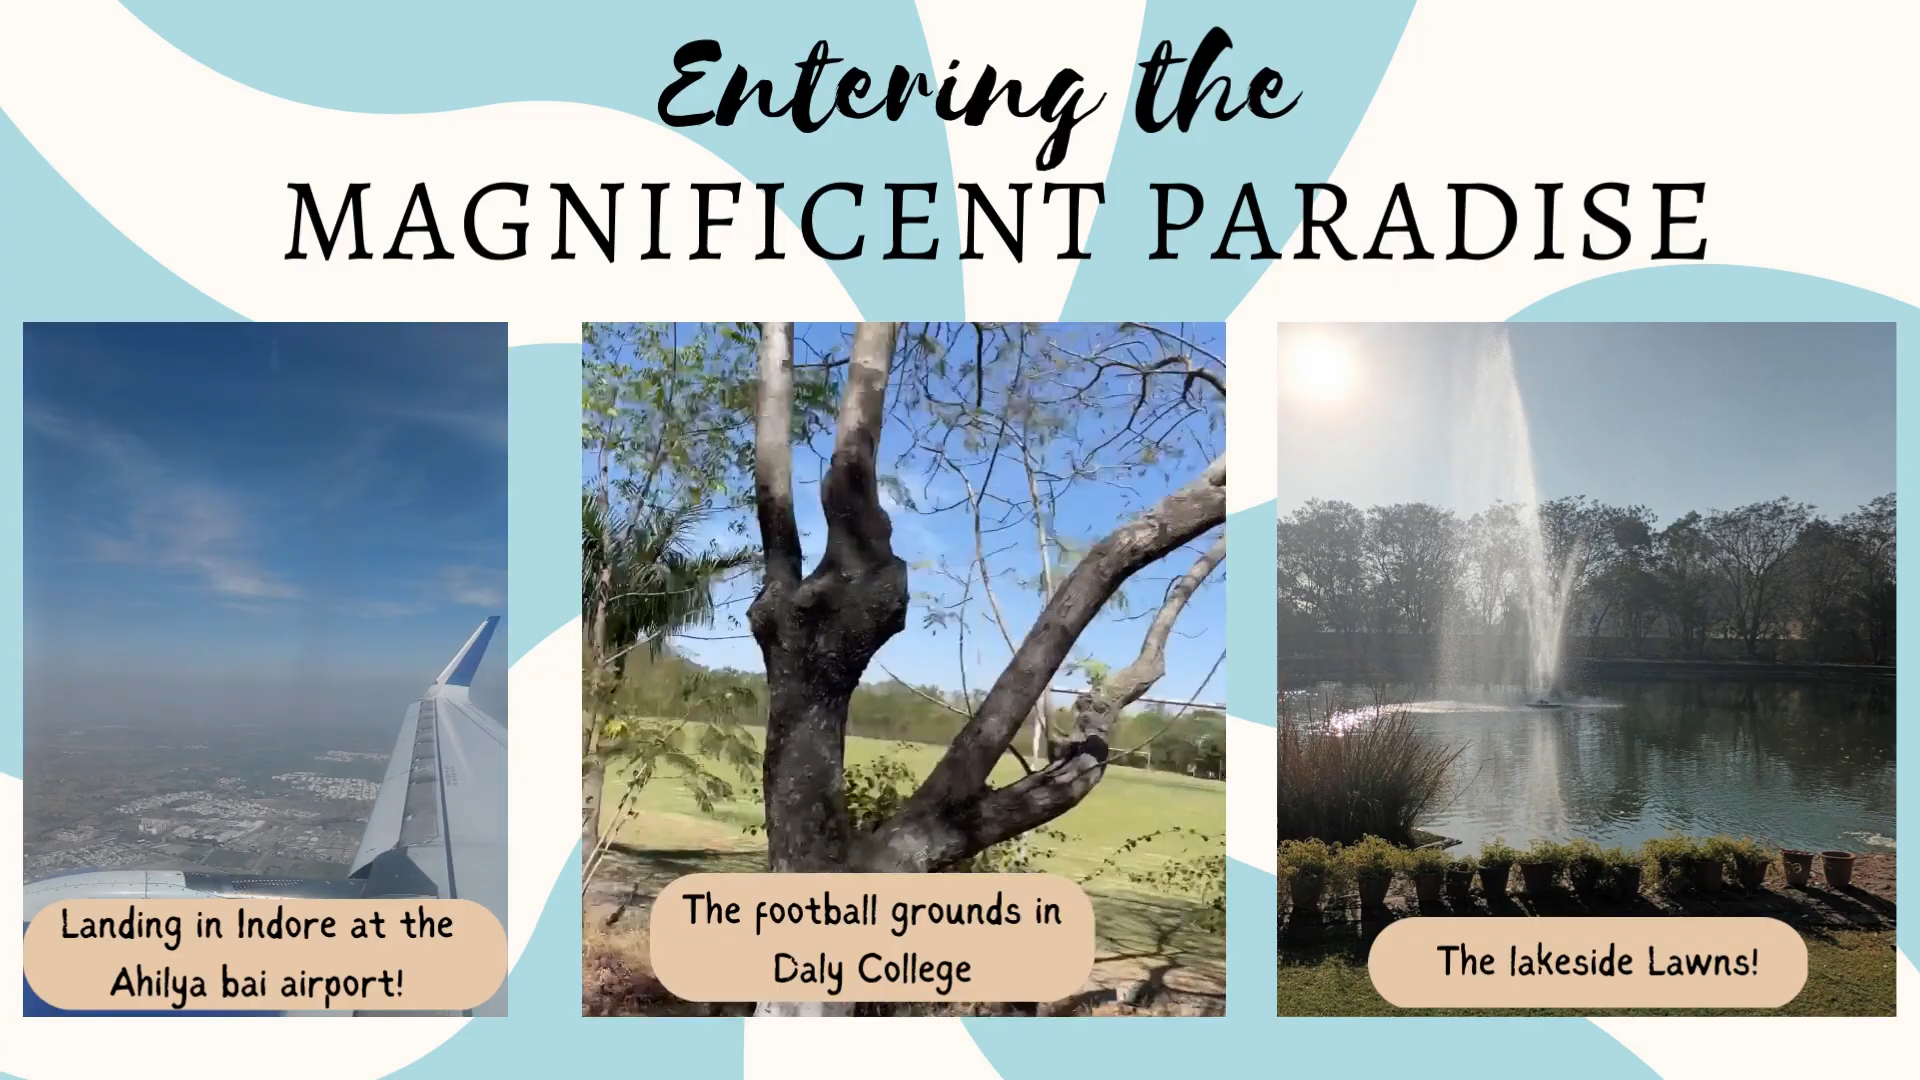 Entering the
MAGNIFICENT PARADISE
Landing in Indore at the
Ahilya bai airport!
The football grounds in
Daly College
The lakeside Lawns!